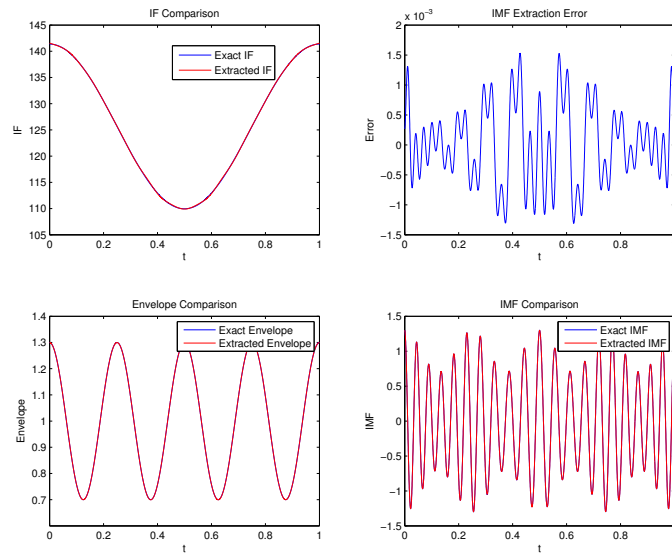 IF Comparison
145
140
135
130
125
120
115
110
105
0
0.2
0.4
0.6
0.8
1
IF
t
Exact IF
Extracted IF
IMF Extraction Error
x 10⁻³
2
1.5
1
0.5
0
−0.5
−1
−1.5
0
0.2
0.4
0.6
0.8
Error
t
Envelope Comparison
1.4
1.3
1.2
1.1
1
0.9
0.8
0.7
0
0.2
0.4
0.6
0.8
1
Envelope
t
Exact Envelope
Extracted Envelope
IMF Comparison
1.5
1
0.5
0
−0.5
−1
−1.5
0
0.2
0.4
0.6
0.8
IMF
t
Exact IMF
Extracted IMF